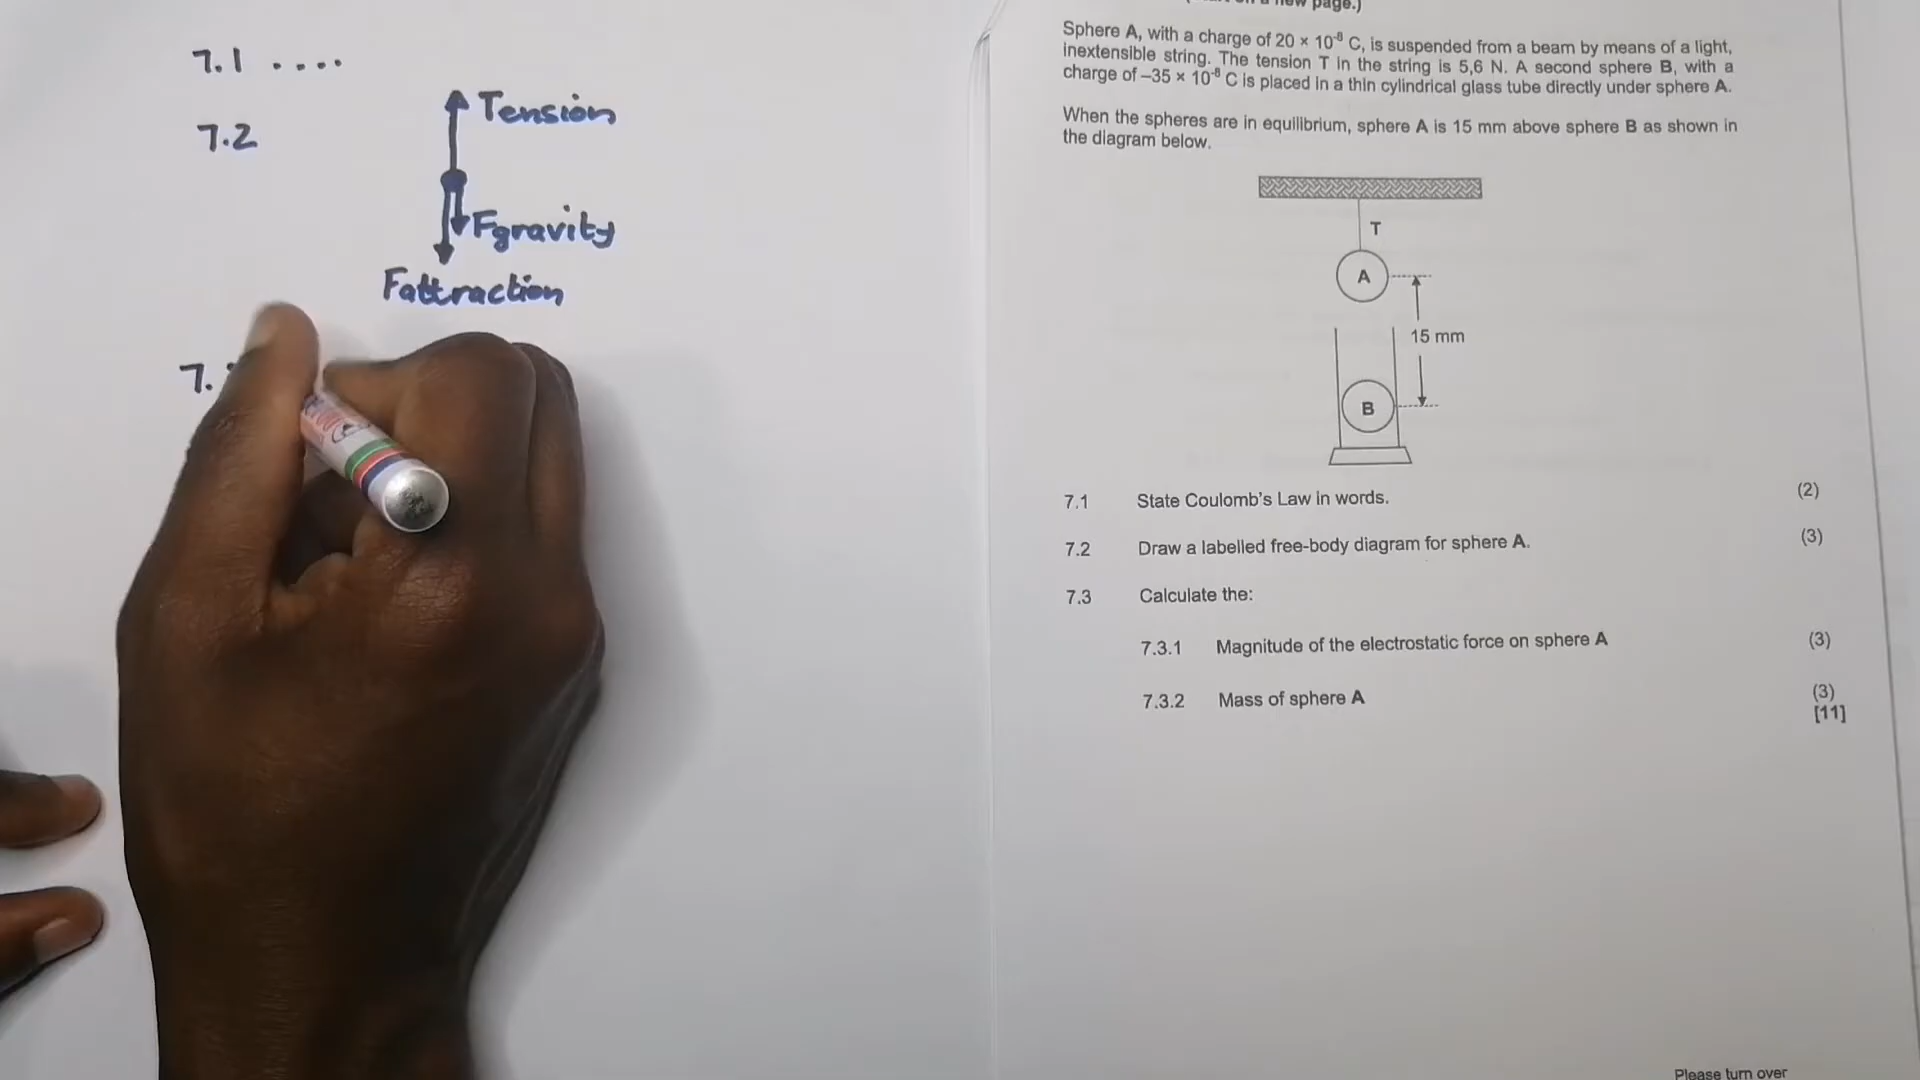 7.1 ....
7.2
Tension
Fgravity
Fattraction
7.
new page.)
Sphere A, with a charge of 20 × 10⁻⁸ C, is suspended from a beam by means of a light,
inextensible string. The tension T in the string is 5,6 N. A second sphere B, with a
charge of –35 × 10⁻⁸ C is placed in a thin cylindrical glass tube directly under sphere A.
When the spheres are in equilibrium, sphere A is 15 mm above sphere B as shown in
the diagram below.
T
A
15 mm
B
7.1 State Coulomb's Law in words. (2)
7.2 Draw a labelled free-body diagram for sphere A. (3)
7.3 Calculate the:
7.3.1 Magnitude of the electrostatic force on sphere A (3)
7.3.2 Mass of sphere A (3)
[11]
Please turn over